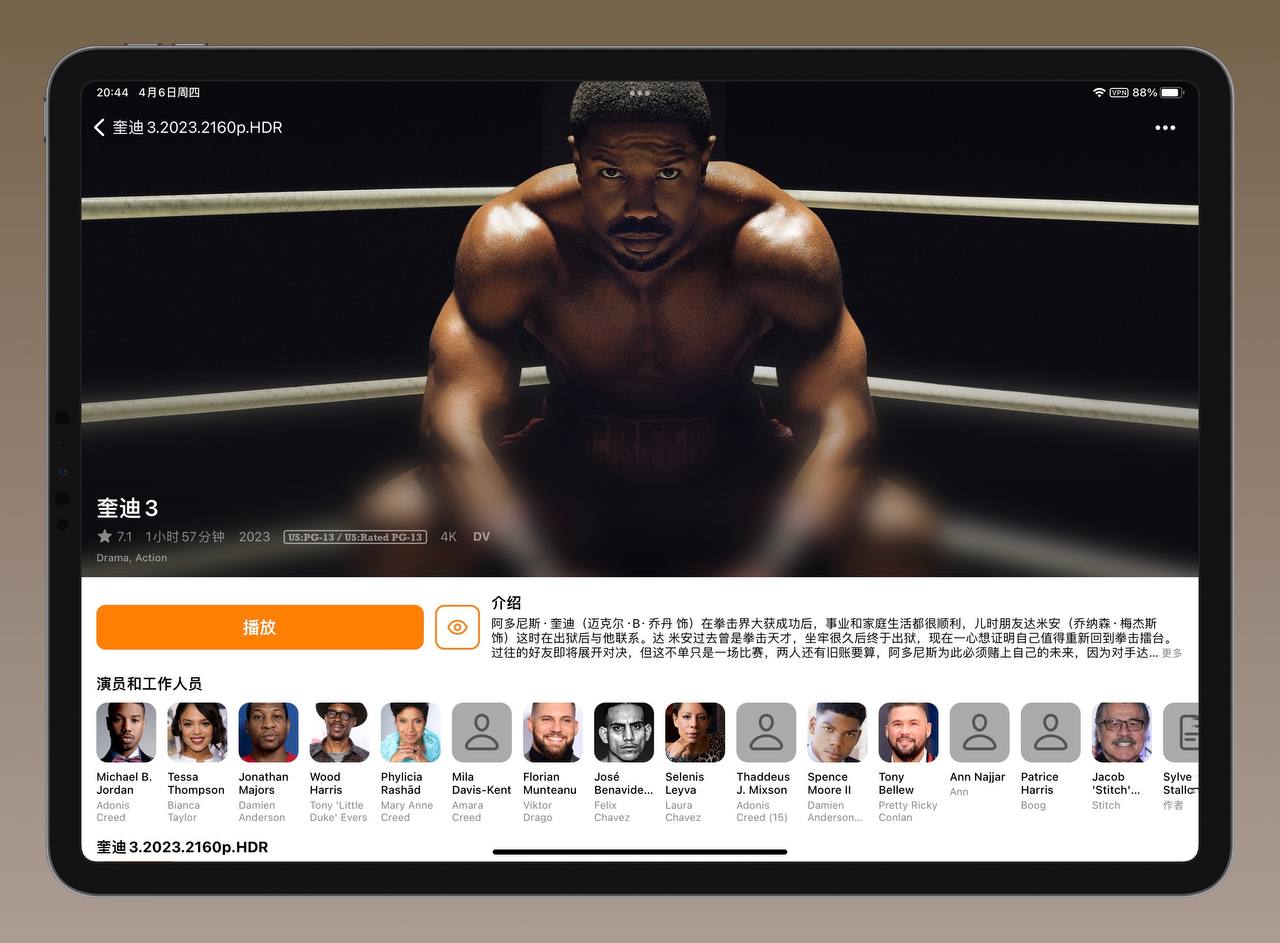 20:44 4月6日周四
VPN 88%
奎迪3.2023.2160p.HDR
CREED
奎迪3
7.1 1小时57分钟 2023 US:PG-13 / US:Rated PG-13 4K DV
Drama, Action
播放
介绍
阿多尼斯·奎迪（迈克尔·B·乔丹 饰）在拳击界大获成功后，事业和家庭生活都很顺利，儿时朋友达米安（乔纳森·梅杰斯
饰）这时在出狱后与他联系。达 米安过去曾是拳击天才，坐牢很久后终于出狱，现在一心想证明自己值得重新回到拳击擂台。
过往的好友即将展开对决，但这不单只是一场比赛，两人还有旧账要算，阿多尼斯为此必须赌上自己的未来，因为对手达... 更多
演员和工作人员
Michael B.
Jordan
Adonis
Creed
Tessa
Thompson
Bianca
Taylor
Jonathan
Majors
Damien
Anderson
Wood
Harris
Tony 'Little
Duke' Evers
Phylicia
Rashād
Mary Anne
Creed
Mila
Davis-Kent
Amara
Creed
Florian
Munteanu
Viktor
Drago
José
Benavide...
Felix
Chavez
Selenis
Leyva
Laura
Chavez
Thaddeus
J. Mixson
Adonis
Creed (15)
Spence
Moore II
Damien
Anderson...
Tony
Bellew
Pretty Ricky
Conlan
Ann Najjar
Ann
Patrice
Harris
Boog
Jacob
'Stitch'...
Stitch
Sylve
Stallo
作者
奎迪3.2023.2160p.HDR